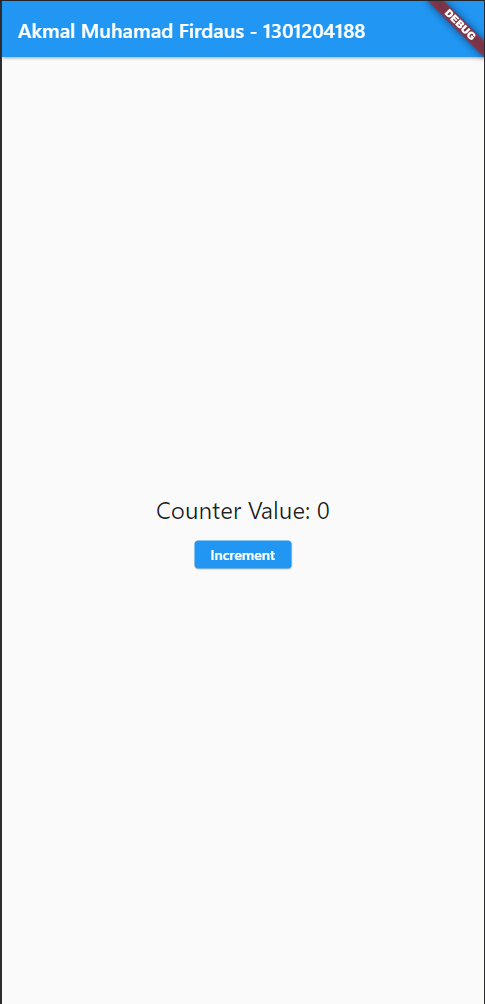 Akmal Muhamad Firdaus - 1301204188
DEBUG
Counter Value: 0
Increment